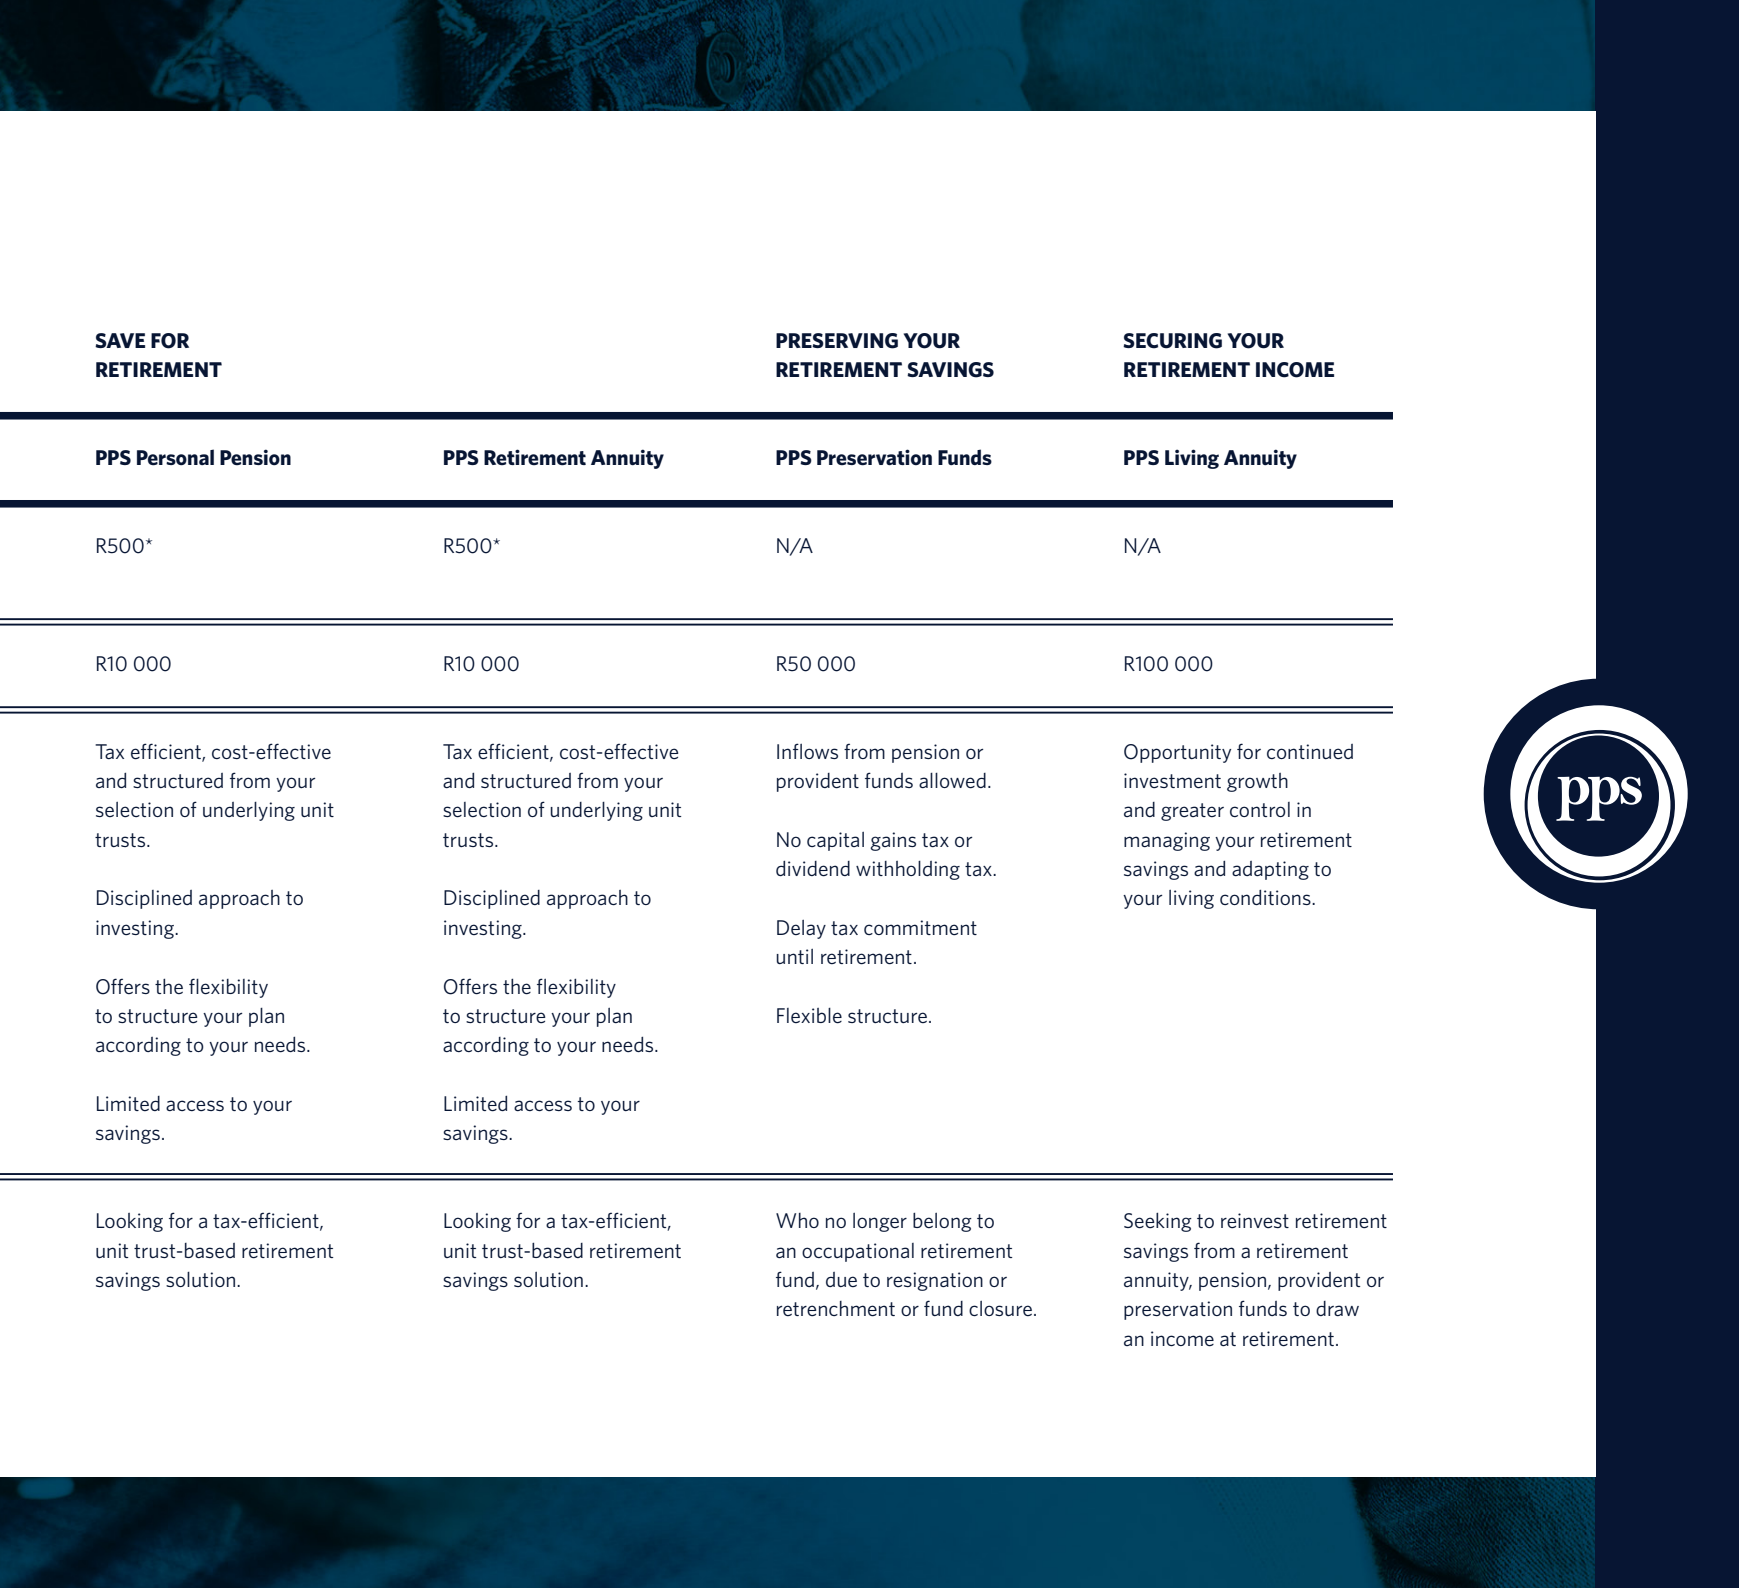 SAVE FOR
RETIREMENT
PRESERVING YOUR
RETIREMENT SAVINGS
SECURING YOUR
RETIREMENT INCOME
PPS Personal Pension
PPS Retirement Annuity
PPS Preservation Funds
PPS Living Annuity
R500*
R500*
N/A
N/A
R10 000
R10 000
R50 000
R100 000
Tax efficient, cost-effective
and structured from your
selection of underlying unit
trusts.
Disciplined approach to
investing.
Offers the flexibility
to structure your plan
according to your needs.
Limited access to your
savings.
Tax efficient, cost-effective
and structured from your
selection of underlying unit
trusts.
Disciplined approach to
investing.
Offers the flexibility
to structure your plan
according to your needs.
Limited access to your
savings.
Inflows from pension or
provident funds allowed.
No capital gains tax or
dividend withholding tax.
Delay tax commitment
until retirement.
Flexible structure.
Opportunity for continued
investment growth
and greater control in
managing your retirement
savings and adapting to
your living conditions.
pps
Looking for a tax-efficient,
unit trust-based retirement
savings solution.
Looking for a tax-efficient,
unit trust-based retirement
savings solution.
Who no longer belong to
an occupational retirement
fund, due to resignation or
retrenchment or fund closure.
Seeking to reinvest retirement
savings from a retirement
annuity, pension, provident or
preservation funds to draw
an income at retirement.